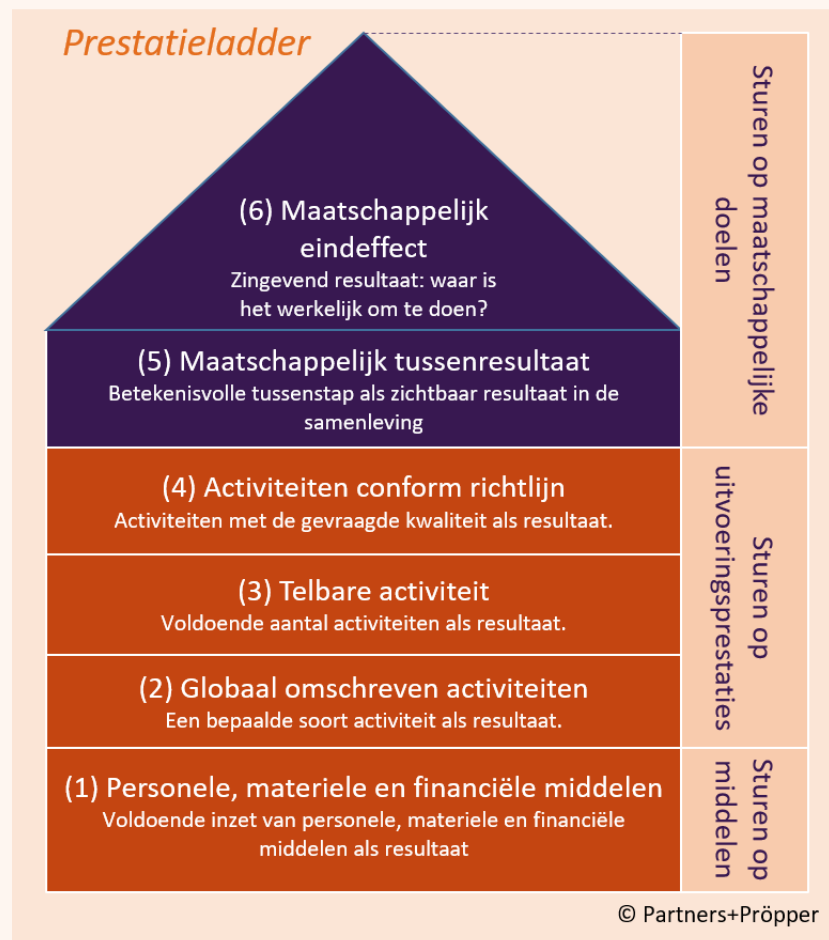 Prestatieladder
(6) Maatschappelijk
eindeffect
Zingevend resultaat: waar is
het werkelijk om te doen?
(5) Maatschappelijk tussenresultaat
Betekenisvolle tussenstap als zichtbaar resultaat in de
samenleving
Sturen op maatschappelijke
doelen
(4) Activiteiten conform richtlijn
Activiteiten met de gevraagde kwaliteit als resultaat.
(3) Telbare activiteit
Voldoende aantal activiteiten als resultaat.
(2) Globaal omschreven activiteiten
Een bepaalde soort activiteit als resultaat.
Sturen op
uitvoeringsprestaties
(1) Personele, materiele en financiële middelen
Voldoende inzet van personele, materiele en financiële
middelen als resultaat
Sturen op
middelen
© Partners+Pröpper